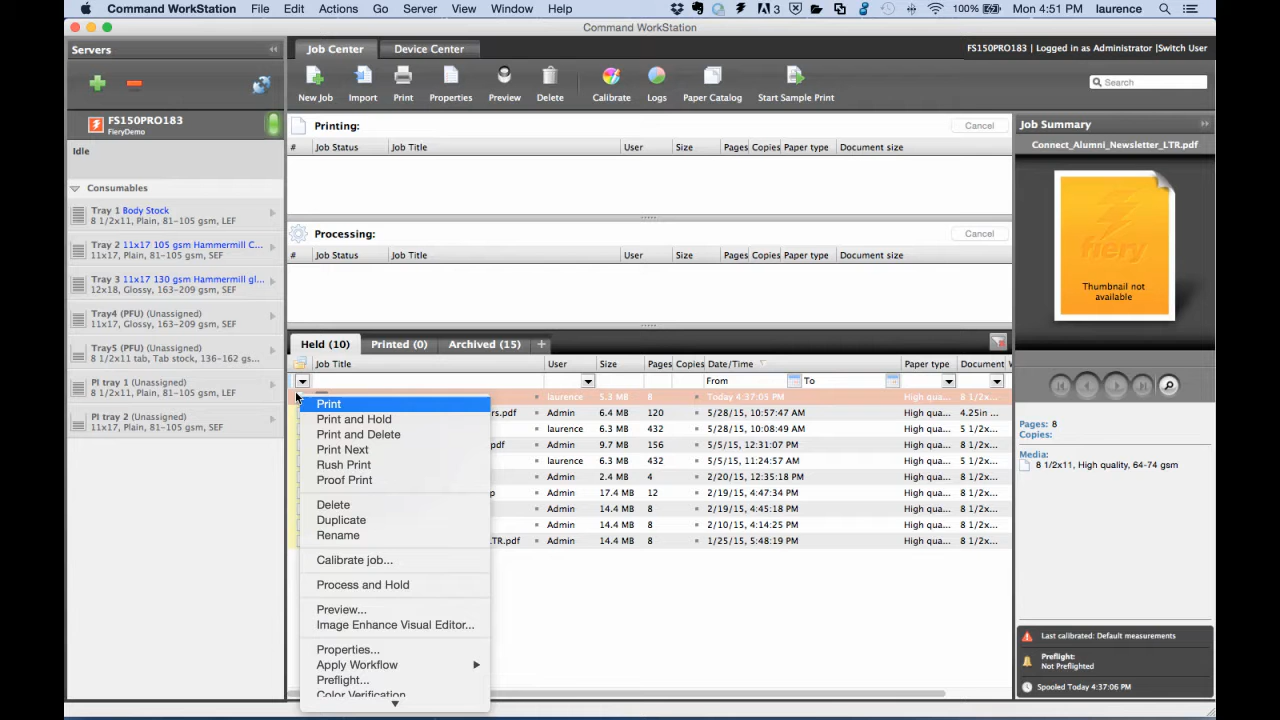 Command WorkStation File Edit Actions Go Server View Window Help 3 100% Mon 4:51 PM laurence
Command WorkStation
Servers
Job Center Device Center
FS150PRO183 | Logged in as Administrator |Switch User
New Job Import Print Properties Preview Delete Calibrate Logs Paper Catalog Start Sample Print
Search
FS150PRO183
FieryDemo
Idle
Consumables
Tray 1 Body Stock
8 1/2x11, Plain, 81-105 gsm, LEF
Tray 2 11x17 105 gsm Hammermill C...
11x17, Plain, 81-105 gsm, SEF
Tray 3 11x17 130 gsm Hammermill gl...
12x18, Glossy, 163-209 gsm, SEF
Tray4 (PFU) (Unassigned)
11x17, Glossy, 163-209 gsm, SEF
Tray5 (PFU) (Unassigned)
8 1/2x11 tab, Tab stock, 136-162 gs...
PI tray 1 (Unassigned)
8 1/2x11, Plain, 81-105 gsm, SEF
PI tray 2 (Unassigned)
11x17, Plain, 81-105 gsm, SEF
Printing: Cancel
# Job Status Job Title User Size Pages Copies Paper type Document size
Processing: Cancel
# Job Status Job Title User Size Pages Copies Paper type Document size
Held (10) Printed (0) Archived (15) +
Job Title User Size Pages Copies Date/Time Paper type Document W
From To
laurence 5.3 MB 8 Today 4:37:05 PM High qua... 8 1/2x...
rs.pdf Admin 6.4 MB 120 5/28/15, 10:57:47 AM High qua... 4.25in
laurence 6.3 MB 432 5/28/15, 10:08:49 AM High qua... 5 1/2x...
pdf Admin 9.7 MB 156 5/5/15, 12:31:07 PM High qua... 8 1/2x...
laurence 6.3 MB 432 5/5/15, 11:24:57 AM High qua... 5 1/2x...
Admin 2.4 MB 4 2/20/15, 12:35:18 PM High qua... 8 1/2x...
p Admin 17.4 MB 12 2/19/15, 4:47:34 PM High qua... 8 1/2x...
Admin 14.4 MB 8 2/19/15, 4:45:18 PM High qua... 8 1/2x...
Admin 14.4 MB 8 2/10/15, 4:14:25 PM High qua... 8 1/2x...
LTR.pdf Admin 14.4 MB 8 1/25/15, 5:48:19 PM High qua... 8 1/2x...
Print
Print and Hold
Print and Delete
Print Next
Rush Print
Proof Print
Delete
Duplicate
Rename
Calibrate job...
Process and Hold
Preview...
Image Enhance Visual Editor...
Properties...
Apply Workflow
Preflight...
Color Verification
Job Summary
Connect_Alumni_Newsletter_LTR.pdf
fiery
Thumbnail not
available
Pages: 8
Copies:
Media:
8 1/2x11, High quality, 64-74 gsm
Last calibrated: Default measurements
Preflight:
Not Preflighted
Spooled Today 4:37:06 PM